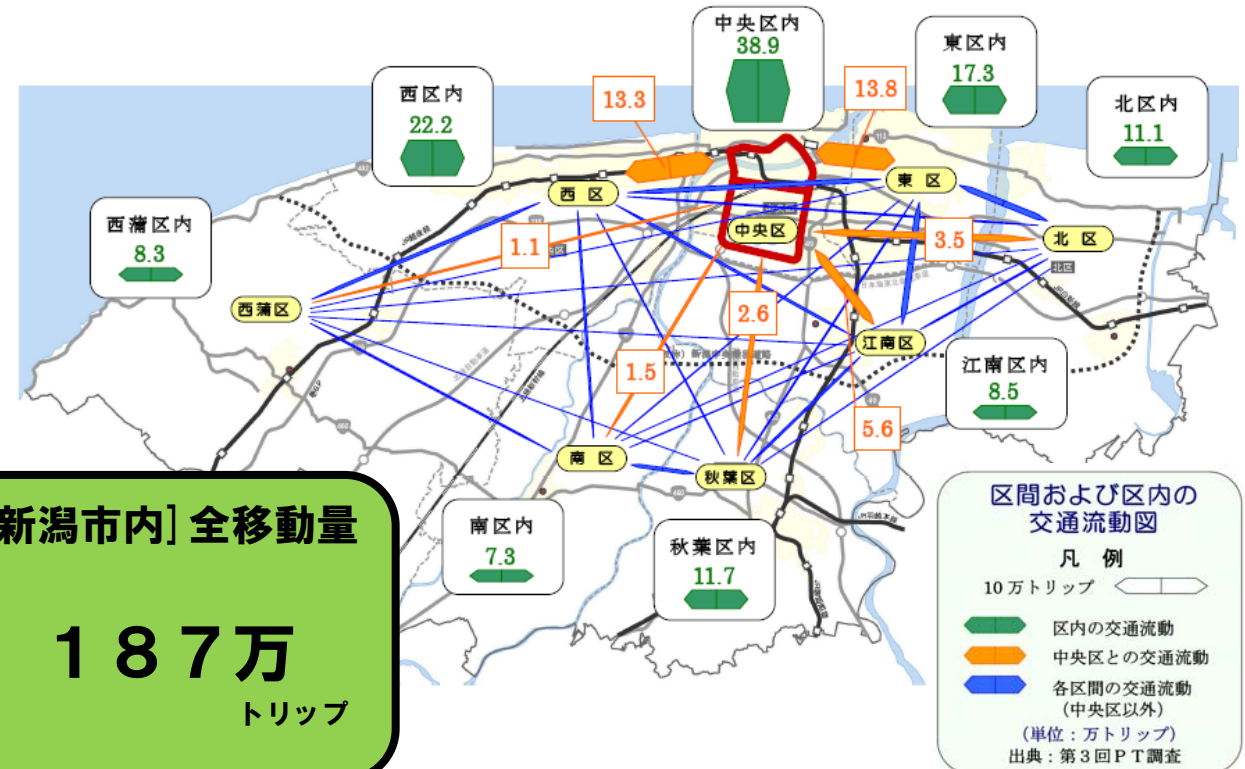 中央区内
38.9
東区内
17.3
北区内
11.1
西区内
22.2
西蒲区内
8.3
13.3
13.8
西区
東区
中央区
北区
北区
3.5
1.1
西蒲区
2.6
江南区
1.5
江南区内
8.5
5.6
南区
秋葉区
南区内
7.3
秋葉区内
11.7
新潟市内]全移動量
187万
トリップ
区間および区内の
交通流動図
凡例
10万トリップ
区内の交通流動
中央区との交通流動
各区間の交通流動
(中央区以外)
(単位:万トリップ)
出典:第3回PT調査